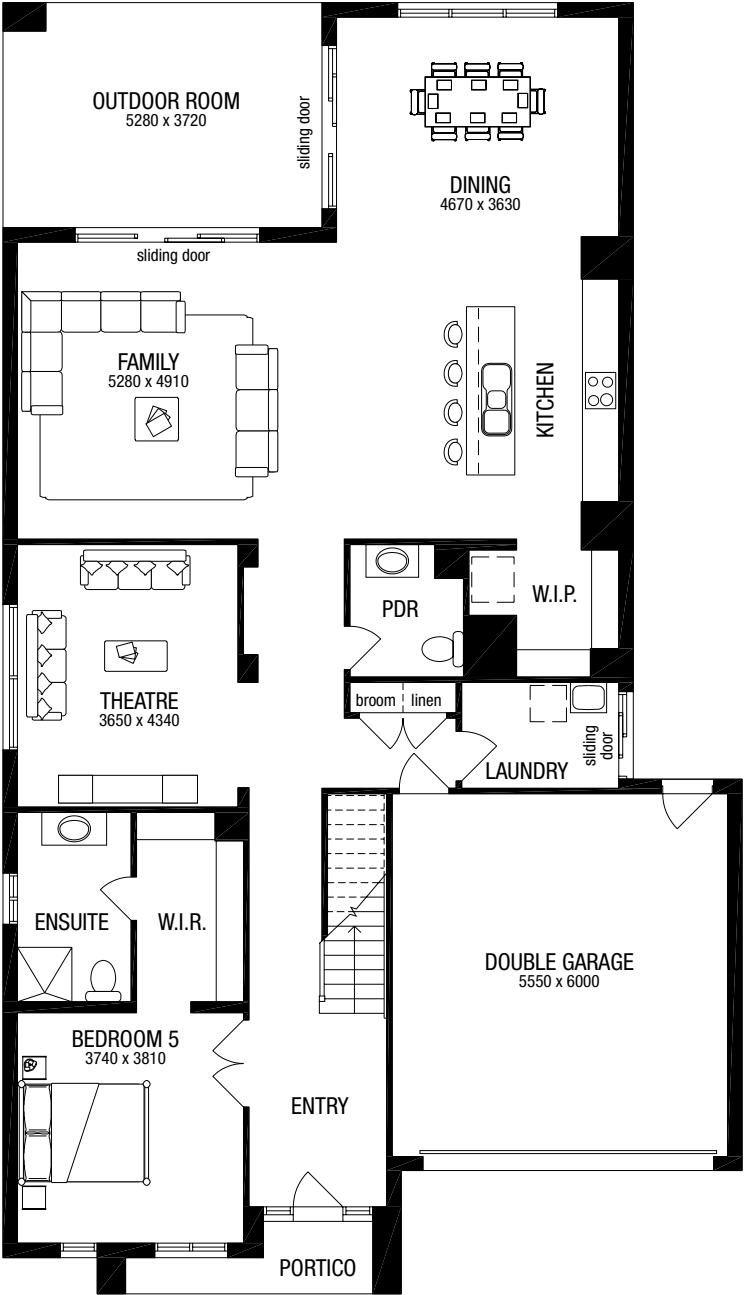 OUTDOOR ROOM
5280 x 3720
sliding door
DINING
4670 x 3630
sliding door
FAMILY
5280 x 4910
KITCHEN
PDR
W.I.P.
THEATRE
3650 x 4340
broom
linen
LAUNDRY
sliding
door
ENSUITE
W.I.R.
DOUBLE GARAGE
5550 x 6000
BEDROOM 5
3740 x 3810
ENTRY
PORTICO